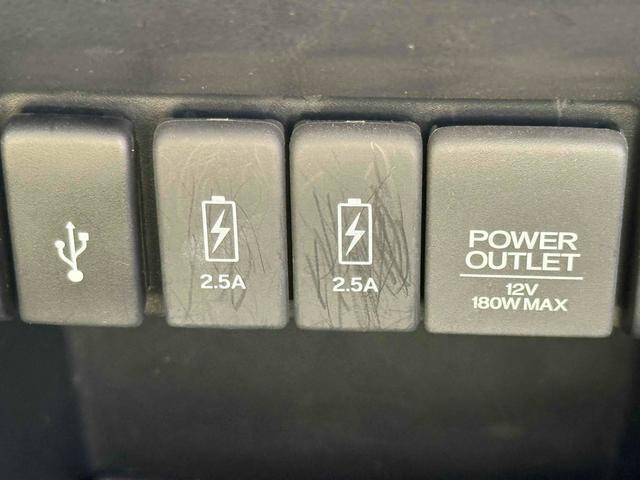 2.5A
2.5A
POWER
OUTLET
12V
180W MAX